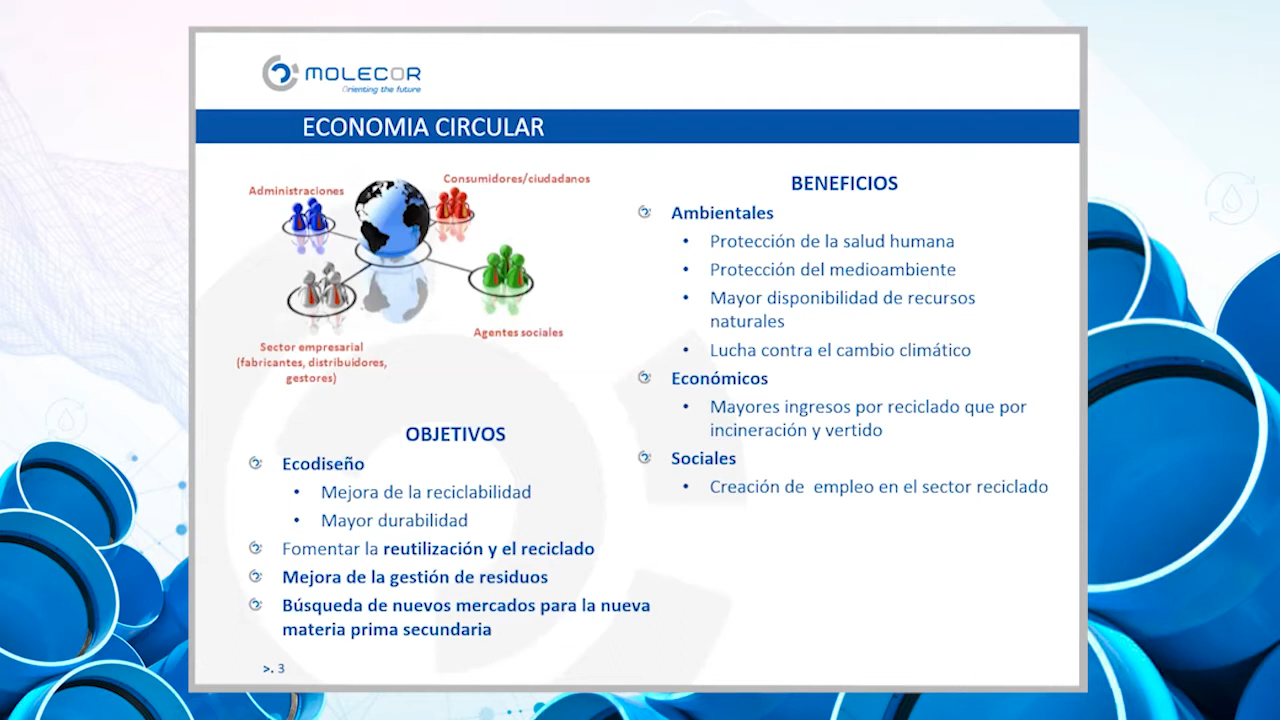 MOLECOR
Orienting the future
ECONOMIA CIRCULAR
Administraciones
Consumidores/ciudadanos
Agentes sociales
Sector empresarial
(fabricantes, distribuidores,
gestores)
OBJETIVOS
Ecodiseño
• Mejora de la reciclabilidad
• Mayor durabilidad
Fomentar la reutilización y el reciclado
Mejora de la gestión de residuos
Búsqueda de nuevos mercados para la nueva
materia prima secundaria
BENEFICIOS
Ambientales
• Protección de la salud humana
• Protección del medioambiente
• Mayor disponibilidad de recursos
naturales
• Lucha contra el cambio climático
Económicos
• Mayores ingresos por reciclado que por
incineración y vertido
Sociales
• Creación de empleo en el sector reciclado
>. 3